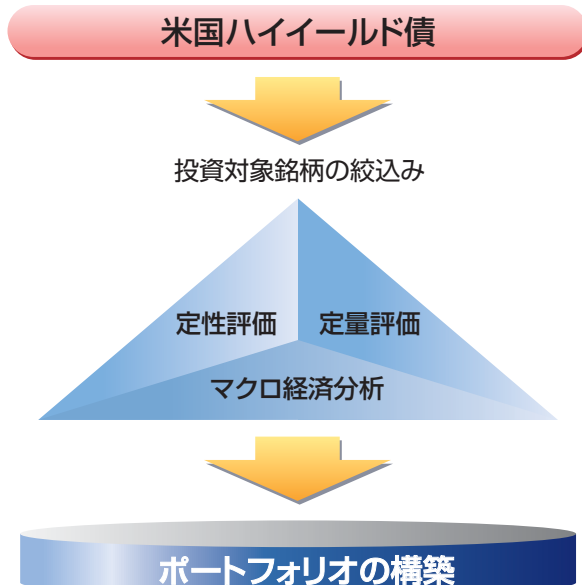 米国ハイイールド債
投資対象銘柄の絞込み
定性評価 定量評価
マクロ経済分析
ポートフォリオの構築